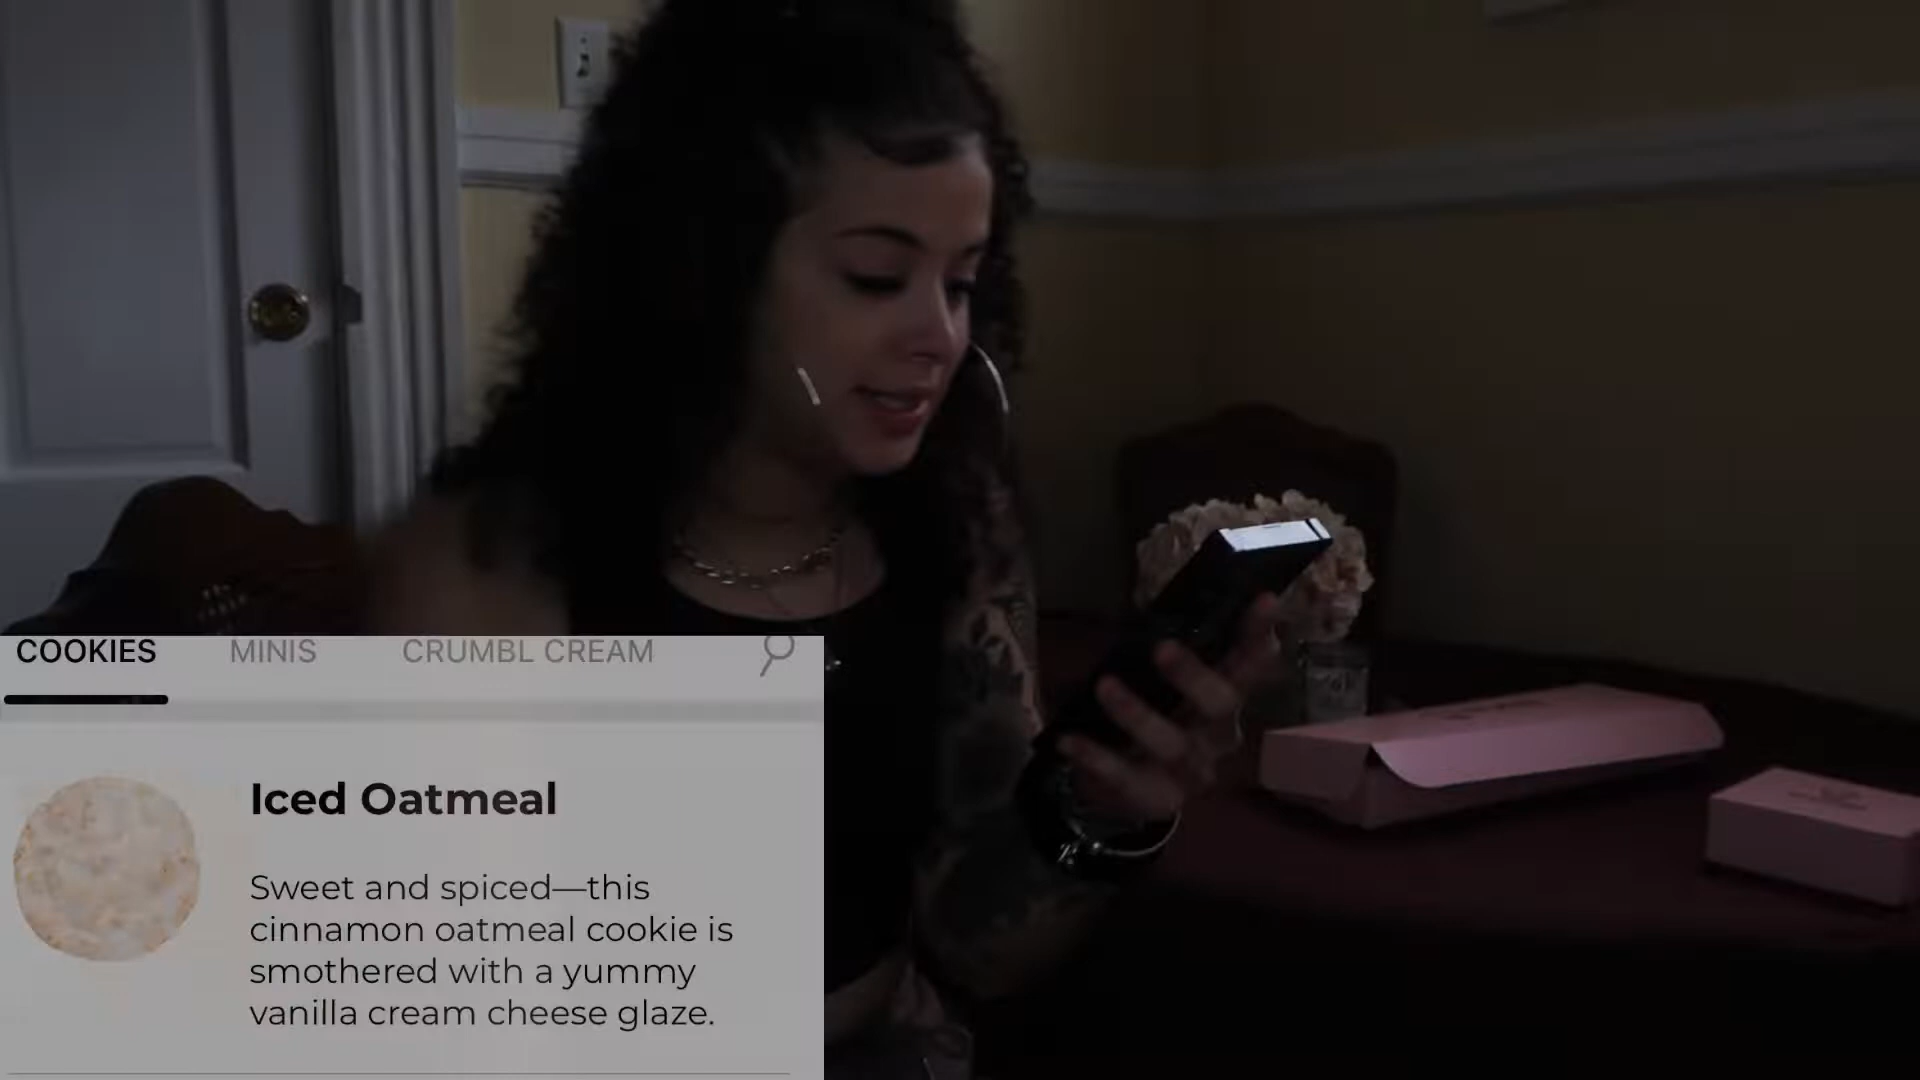 COOKIES MINIS CRUMBL CREAM
Iced Oatmeal
Sweet and spiced—this
cinnamon oatmeal cookie is
smothered with a yummy
vanilla cream cheese glaze.